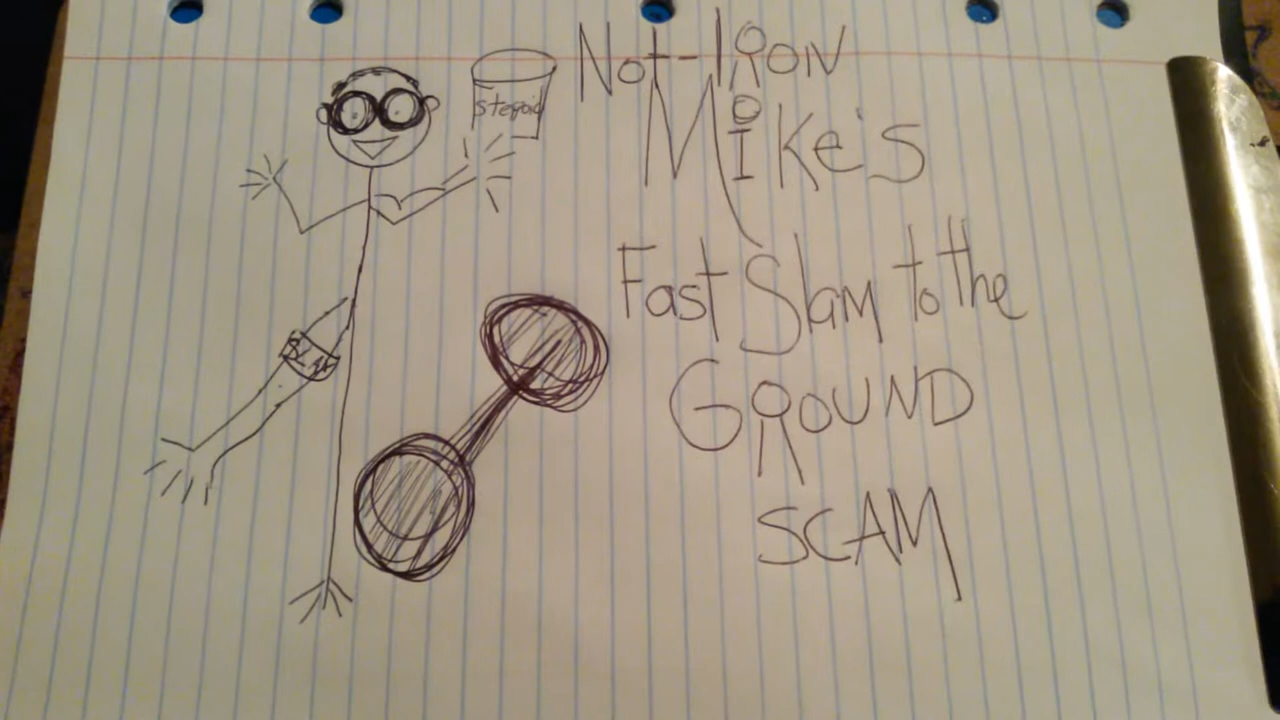 steroid
Not-IRON
MiKe's
Fast Slam to the
GROUND
SCAM